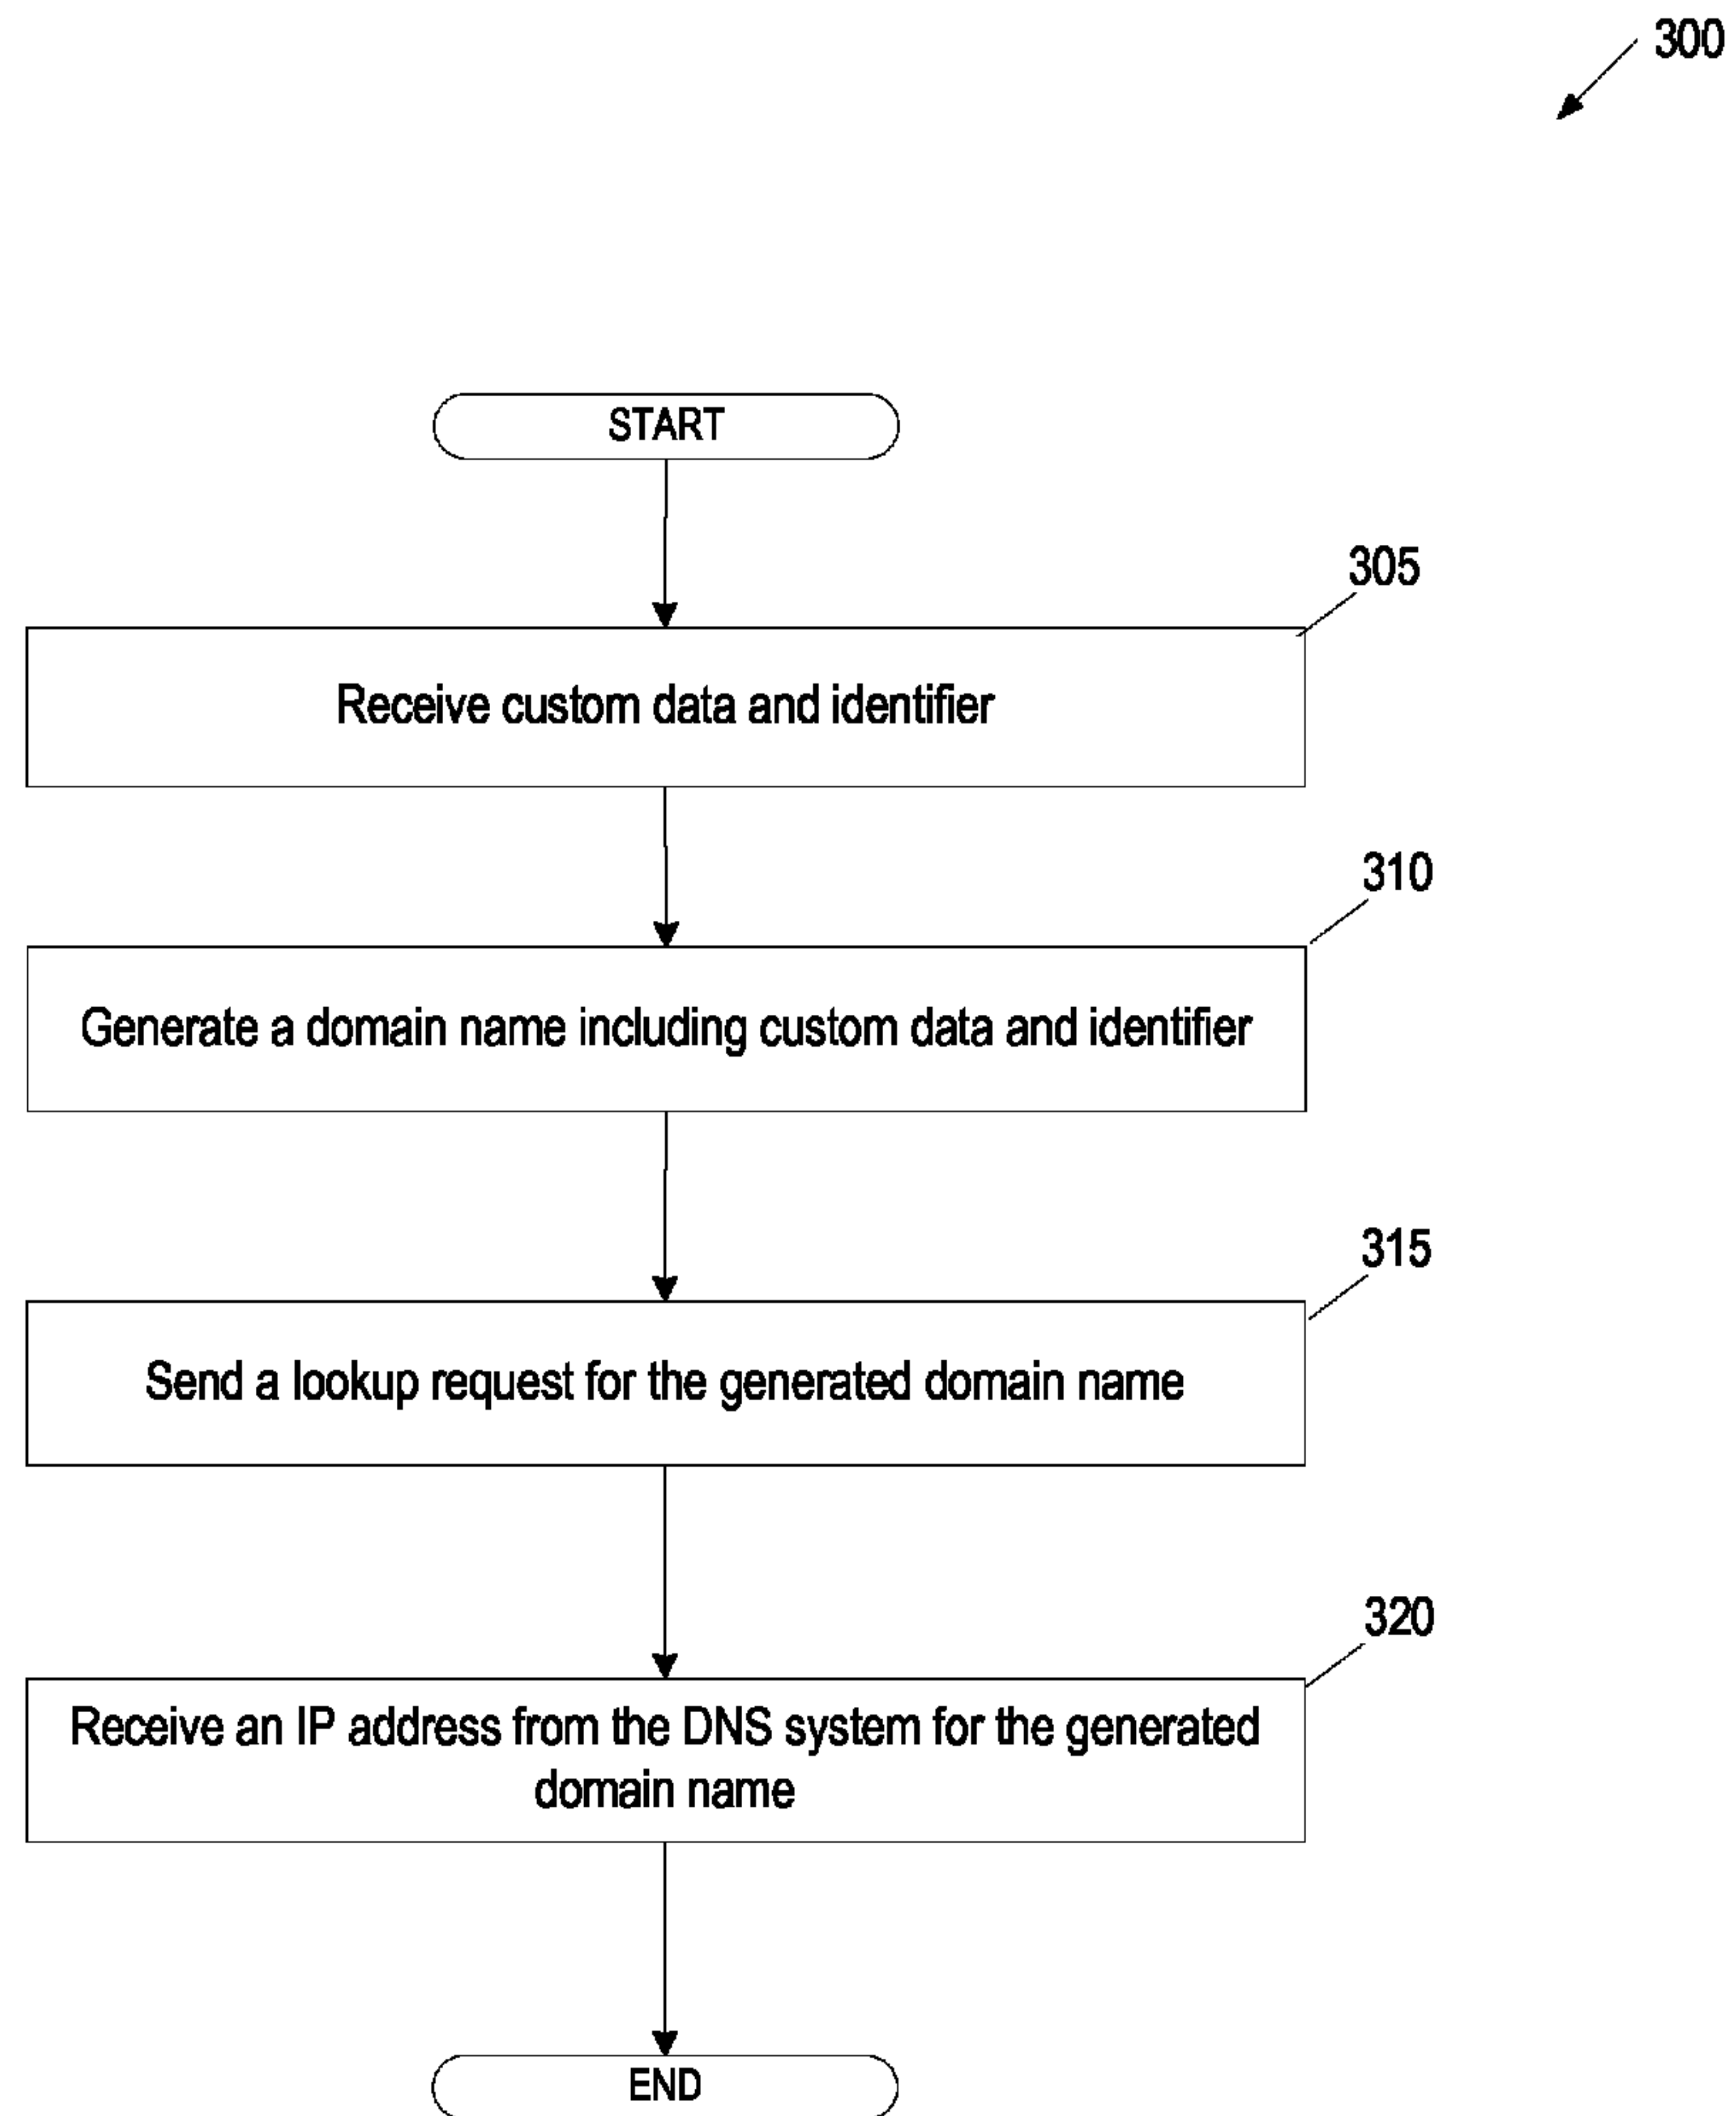 300
START
305
Receive custom data and identifier
310
Generate a domain name including custom data and identifier
315
Send a lookup request for the generated domain name
320
Receive an IP address from the DNS system for the generated
domain name
END